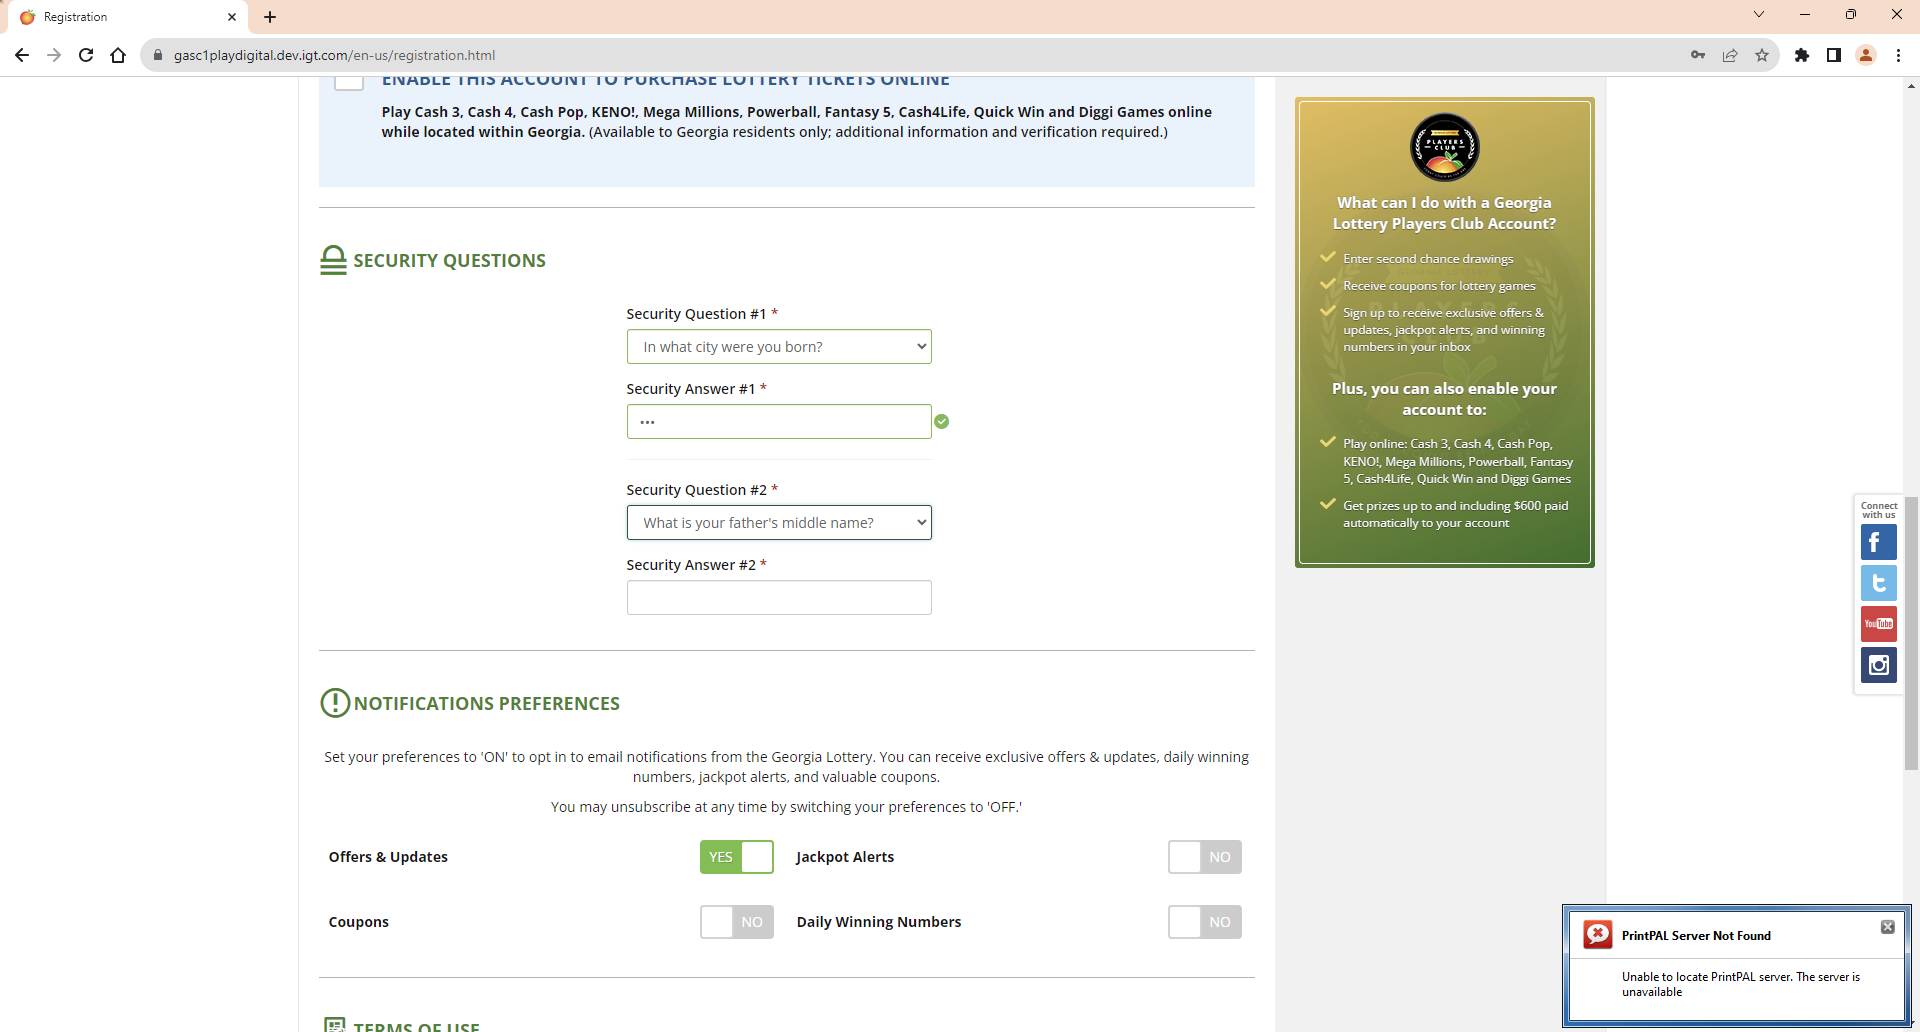 Registration
gasc1playdigital.dev.igt.com/en-us/registration.html
ENABLE THIS ACCOUNT TO PURCHASE LOTTERY TICKETS ONLINE
Play Cash 3, Cash 4, Cash Pop, KENO!, Mega Millions, Powerball, Fantasy 5, Cash4Life, Quick Win and Diggi Games online
while located within Georgia. (Available to Georgia residents only; additional information and verification required.)
SECURITY QUESTIONS
Security Question #1 *
In what city were you born?
Security Answer #1 *
•••
Security Question #2 *
What is your father's middle name?
Security Answer #2 *
NOTIFICATIONS PREFERENCES
Set your preferences to 'ON' to opt in to email notifications from the Georgia Lottery. You can receive exclusive offers & updates, daily winning
numbers, jackpot alerts, and valuable coupons.
You may unsubscribe at any time by switching your preferences to 'OFF.'
Offers & Updates YES Jackpot Alerts NO
Coupons NO Daily Winning Numbers NO
TERMS OF USE
PLAYERS
CLUB
What can I do with a Georgia
Lottery Players Club Account?
Enter second chance drawings
Receive coupons for lottery games
Sign up to receive exclusive offers &
updates, jackpot alerts, and winning
numbers in your inbox
Plus, you can also enable your
account to:
Play online: Cash 3, Cash 4, Cash Pop,
KENO!, Mega Millions, Powerball, Fantasy
5, Cash4Life, Quick Win and Diggi Games
Get prizes up to and including $600 paid
automatically to your account
Connect
with us
YouTube
PrintPAL Server Not Found
Unable to locate PrintPAL server. The server is
unavailable